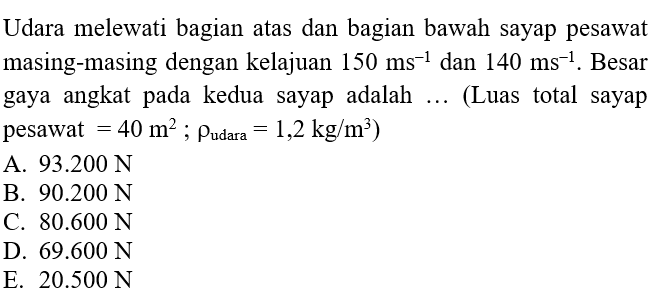 Udara melewati bagian atas dan bagian bawah sayap pesawat
masing-masing dengan kelajuan 150 ms⁻¹ dan 140 ms⁻¹. Besar
gaya angkat pada kedua sayap adalah … (Luas total sayap
pesawat = 40 m² ; ρudara = 1,2 kg/m³)
A. 93.200 N
B. 90.200 N
C. 80.600 N
D. 69.600 N
E. 20.500 N